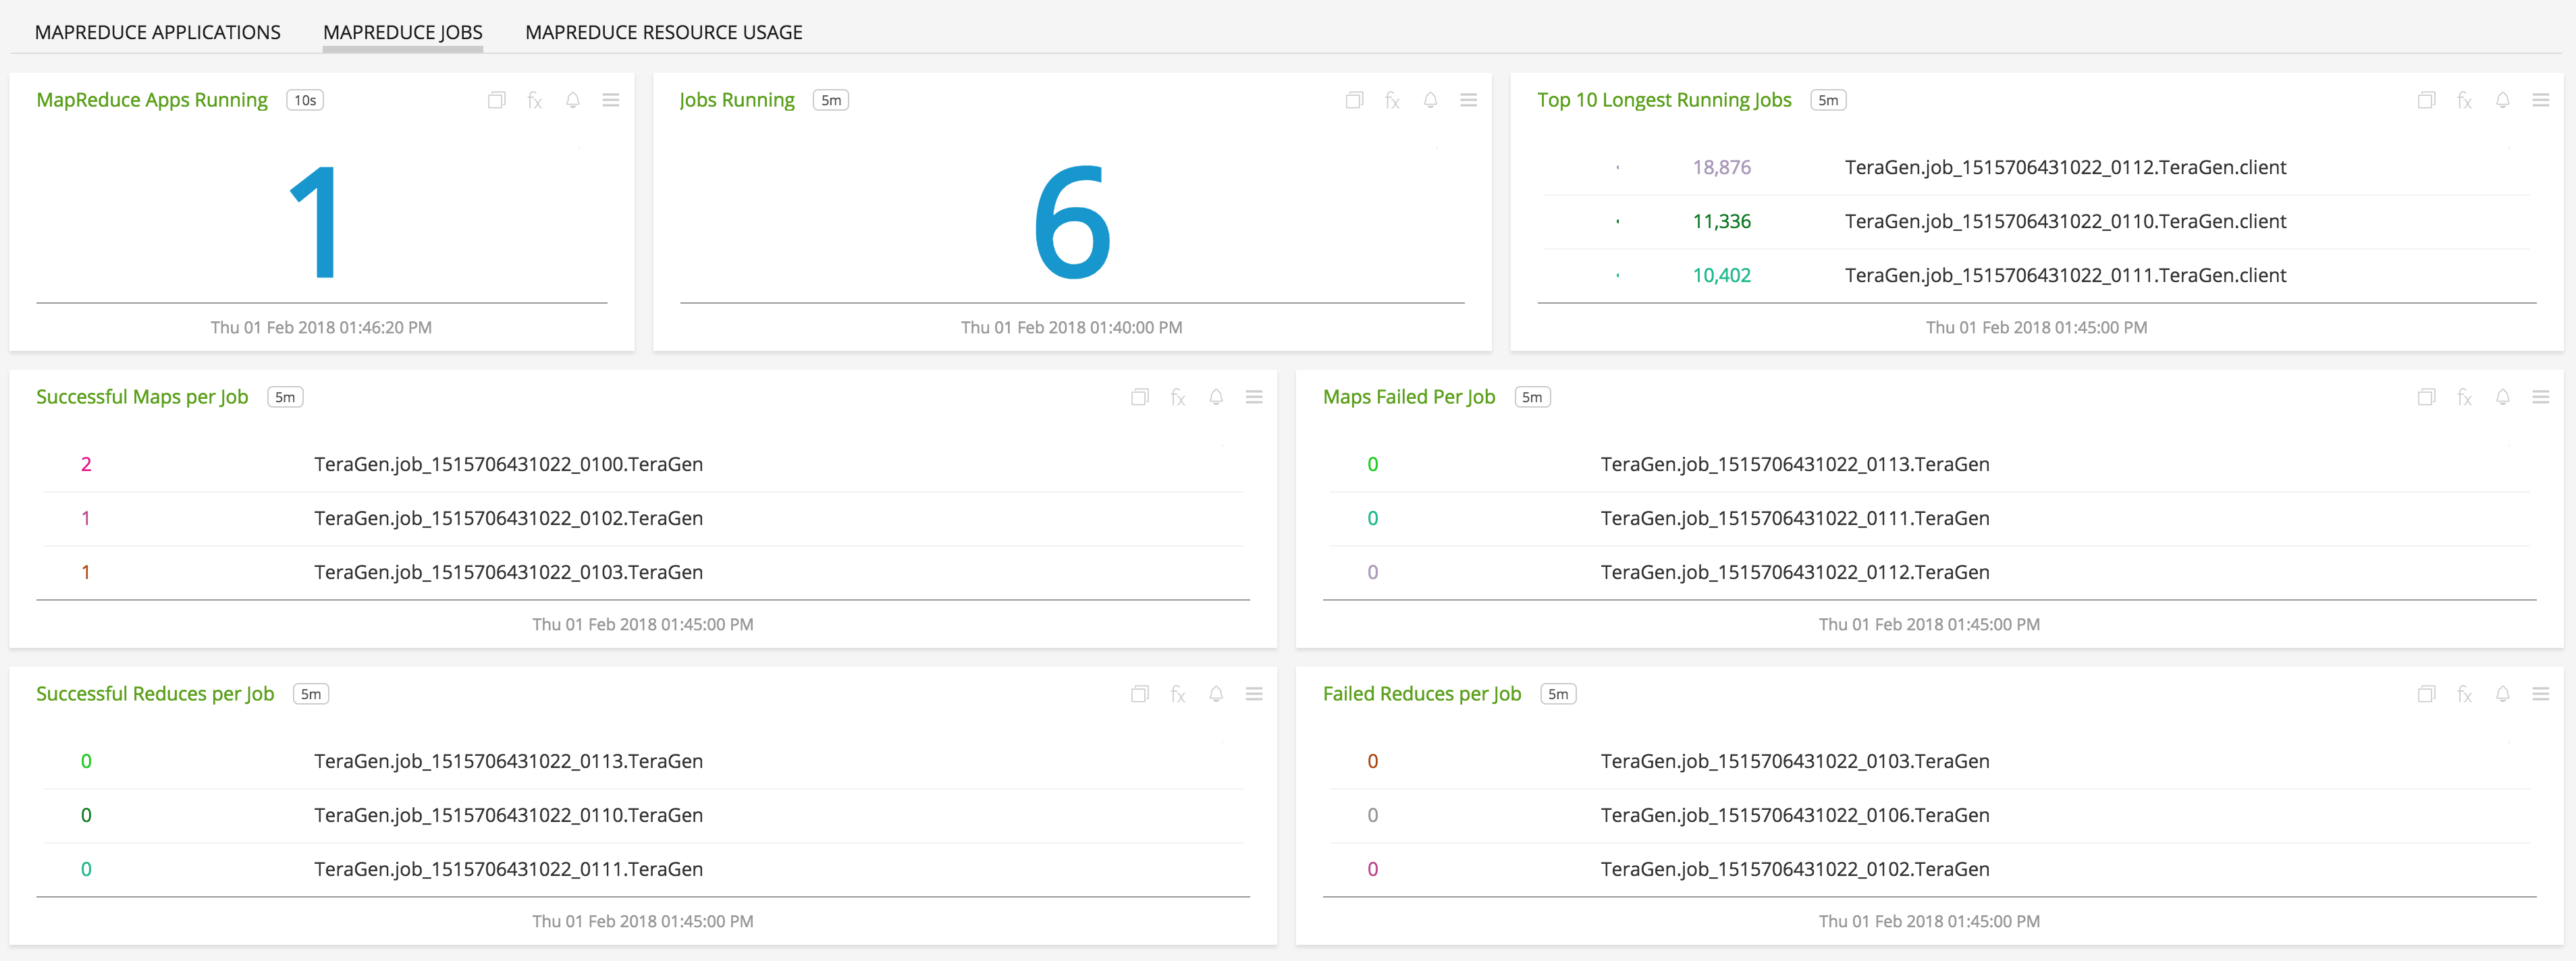 MAPREDUCE APPLICATIONS MAPREDUCE JOBS MAPREDUCE RESOURCE USAGE
MapReduce Apps Running 10s
1
Thu 01 Feb 2018 01:46:20 PM
Jobs Running 5m
6
Thu 01 Feb 2018 01:40:00 PM
Top 10 Longest Running Jobs 5m
18,876 TeraGen.job_1515706431022_0112.TeraGen.client
11,336 TeraGen.job_1515706431022_0110.TeraGen.client
10,402 TeraGen.job_1515706431022_0111.TeraGen.client
Thu 01 Feb 2018 01:45:00 PM
Successful Maps per Job 5m
2 TeraGen.job_1515706431022_0100.TeraGen
1 TeraGen.job_1515706431022_0102.TeraGen
1 TeraGen.job_1515706431022_0103.TeraGen
Thu 01 Feb 2018 01:45:00 PM
Maps Failed Per Job 5m
0 TeraGen.job_1515706431022_0113.TeraGen
0 TeraGen.job_1515706431022_0111.TeraGen
0 TeraGen.job_1515706431022_0112.TeraGen
Thu 01 Feb 2018 01:45:00 PM
Successful Reduces per Job 5m
0 TeraGen.job_1515706431022_0113.TeraGen
0 TeraGen.job_1515706431022_0110.TeraGen
0 TeraGen.job_1515706431022_0111.TeraGen
Thu 01 Feb 2018 01:45:00 PM
Failed Reduces per Job 5m
0 TeraGen.job_1515706431022_0103.TeraGen
0 TeraGen.job_1515706431022_0106.TeraGen
0 TeraGen.job_1515706431022_0102.TeraGen
Thu 01 Feb 2018 01:45:00 PM